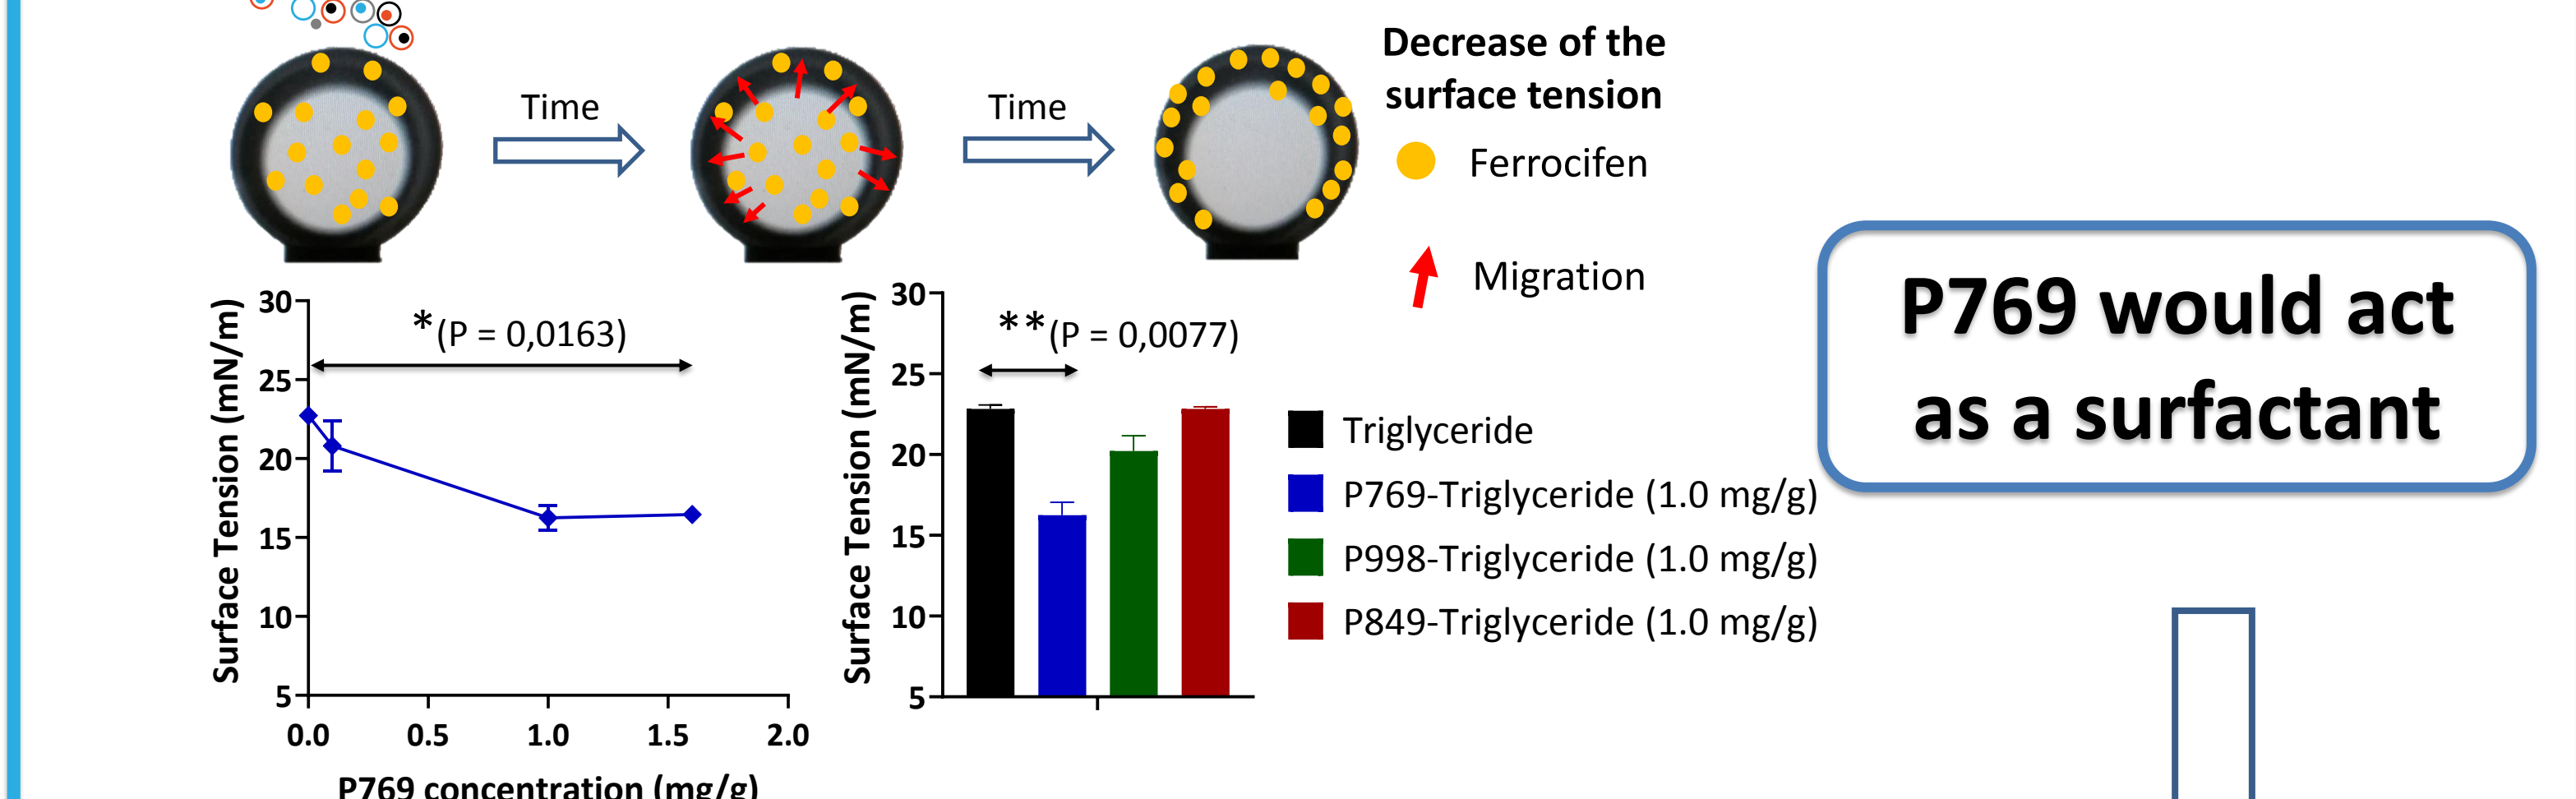 Time
Time
Decrease of the
surface tension
Ferrocifen
Migration
P769 would act
as a surfactant
Surface Tension (mN/m)
30
25
20
15
10
5
*(P = 0,0163)
0.0 0.5 1.0 1.5 2.0
P769 concentration (mg/g)
Surface Tension (mN/m)
30
25
20
15
10
5
**(P = 0,0077)
Triglyceride
P769-Triglyceride (1.0 mg/g)
P998-Triglyceride (1.0 mg/g)
P849-Triglyceride (1.0 mg/g)